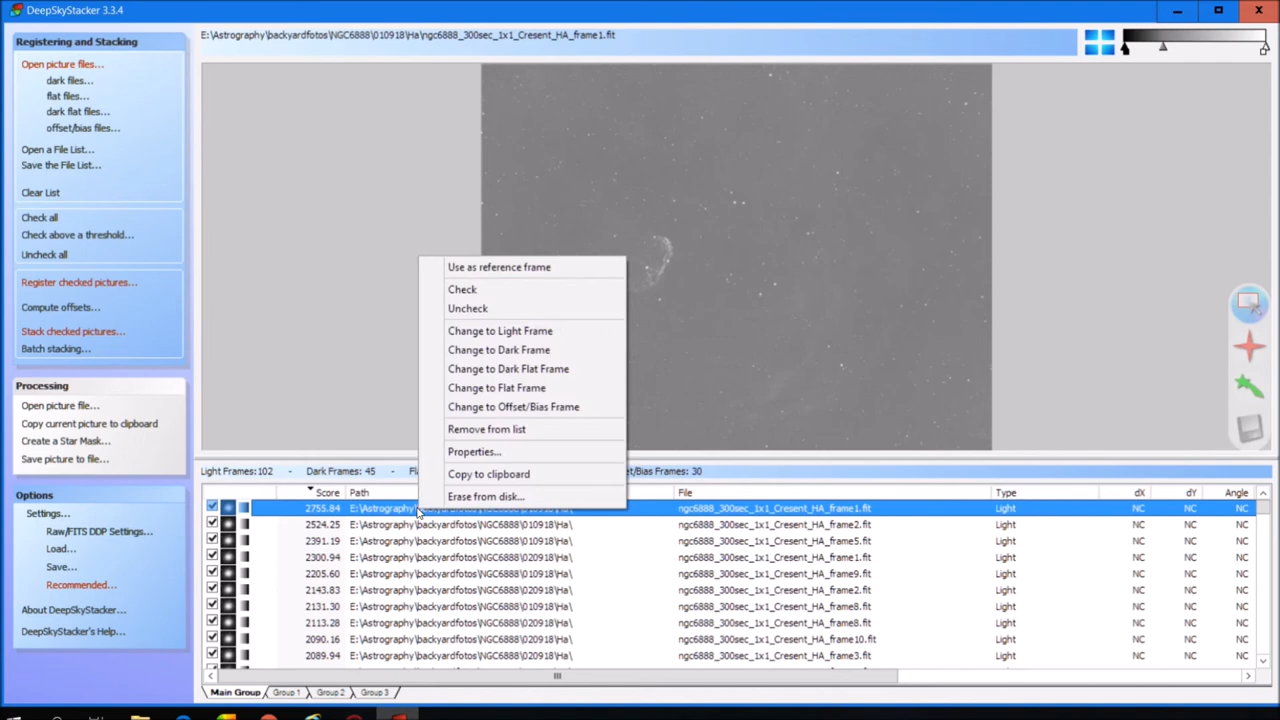 DeepSkyStacker 3.3.4
Registering and Stacking
Open picture files...
dark files...
flat files...
dark flat files...
offset/bias files...
Open a File List...
Save the File List...
Clear List
Check all
Check above a threshold...
Uncheck all
Register checked pictures...
Compute offsets...
Stack checked pictures...
Batch stacking...
Processing
Open picture file...
Copy current picture to clipboard
Create a Star Mask...
Save picture to file...
Options
Settings...
Raw/FITS DDP Settings...
Load...
Save...
Recommended...
About DeepSkyStacker...
DeepSkyStacker's Help...
E:\Astrography\backyardfotos\NGC6888\010918\Ha\ngc6888_300sec_1x1_Cresent_HA_frame1.fit
Use as reference frame
Check
Uncheck
Change to Light Frame
Change to Dark Frame
Change to Dark Flat Frame
Change to Flat Frame
Change to Offset/Bias Frame
Remove from list
Properties...
Copy to clipboard
Erase from disk...
Light Frames:102 - Dark Frames: 45 - Fla et/Bias Frames: 30
Score Path File Type dX dY Angle
2755.84 E:\Astrography\backyardfotos\NGC6888\010918\Ha\ ngc6888_300sec_1x1_Cresent_HA_frame1.fit Light NC NC NC
2524.25 E:\Astrography\backyardfotos\NGC6888\010918\Ha\ ngc6888_300sec_1x1_Cresent_HA_frame2.fit Light NC NC NC
2391.19 E:\Astrography\backyardfotos\NGC6888\010918\Ha\ ngc6888_300sec_1x1_Cresent_HA_frame5.fit Light NC NC NC
2300.94 E:\Astrography\backyardfotos\NGC6888\020918\Ha\ ngc6888_300sec_1x1_Cresent_HA_frame1.fit Light NC NC NC
2205.60 E:\Astrography\backyardfotos\NGC6888\010918\Ha\ ngc6888_300sec_1x1_Cresent_HA_frame9.fit Light NC NC NC
2143.83 E:\Astrography\backyardfotos\NGC6888\020918\Ha\ ngc6888_300sec_1x1_Cresent_HA_frame2.fit Light NC NC NC
2131.30 E:\Astrography\backyardfotos\NGC6888\010918\Ha\ ngc6888_300sec_1x1_Cresent_HA_frame8.fit Light NC NC NC
2113.28 E:\Astrography\backyardfotos\NGC6888\020918\Ha\ ngc6888_300sec_1x1_Cresent_HA_frame8.fit Light NC NC NC
2090.16 E:\Astrography\backyardfotos\NGC6888\020918\Ha\ ngc6888_300sec_1x1_Cresent_HA_frame10.fit Light NC NC NC
2089.94 E:\Astrography\backyardfotos\NGC6888\020918\Ha\ ngc6888_300sec_1x1_Cresent_HA_frame3.fit Light NC NC NC
Main Group Group 1 Group 2 Group 3